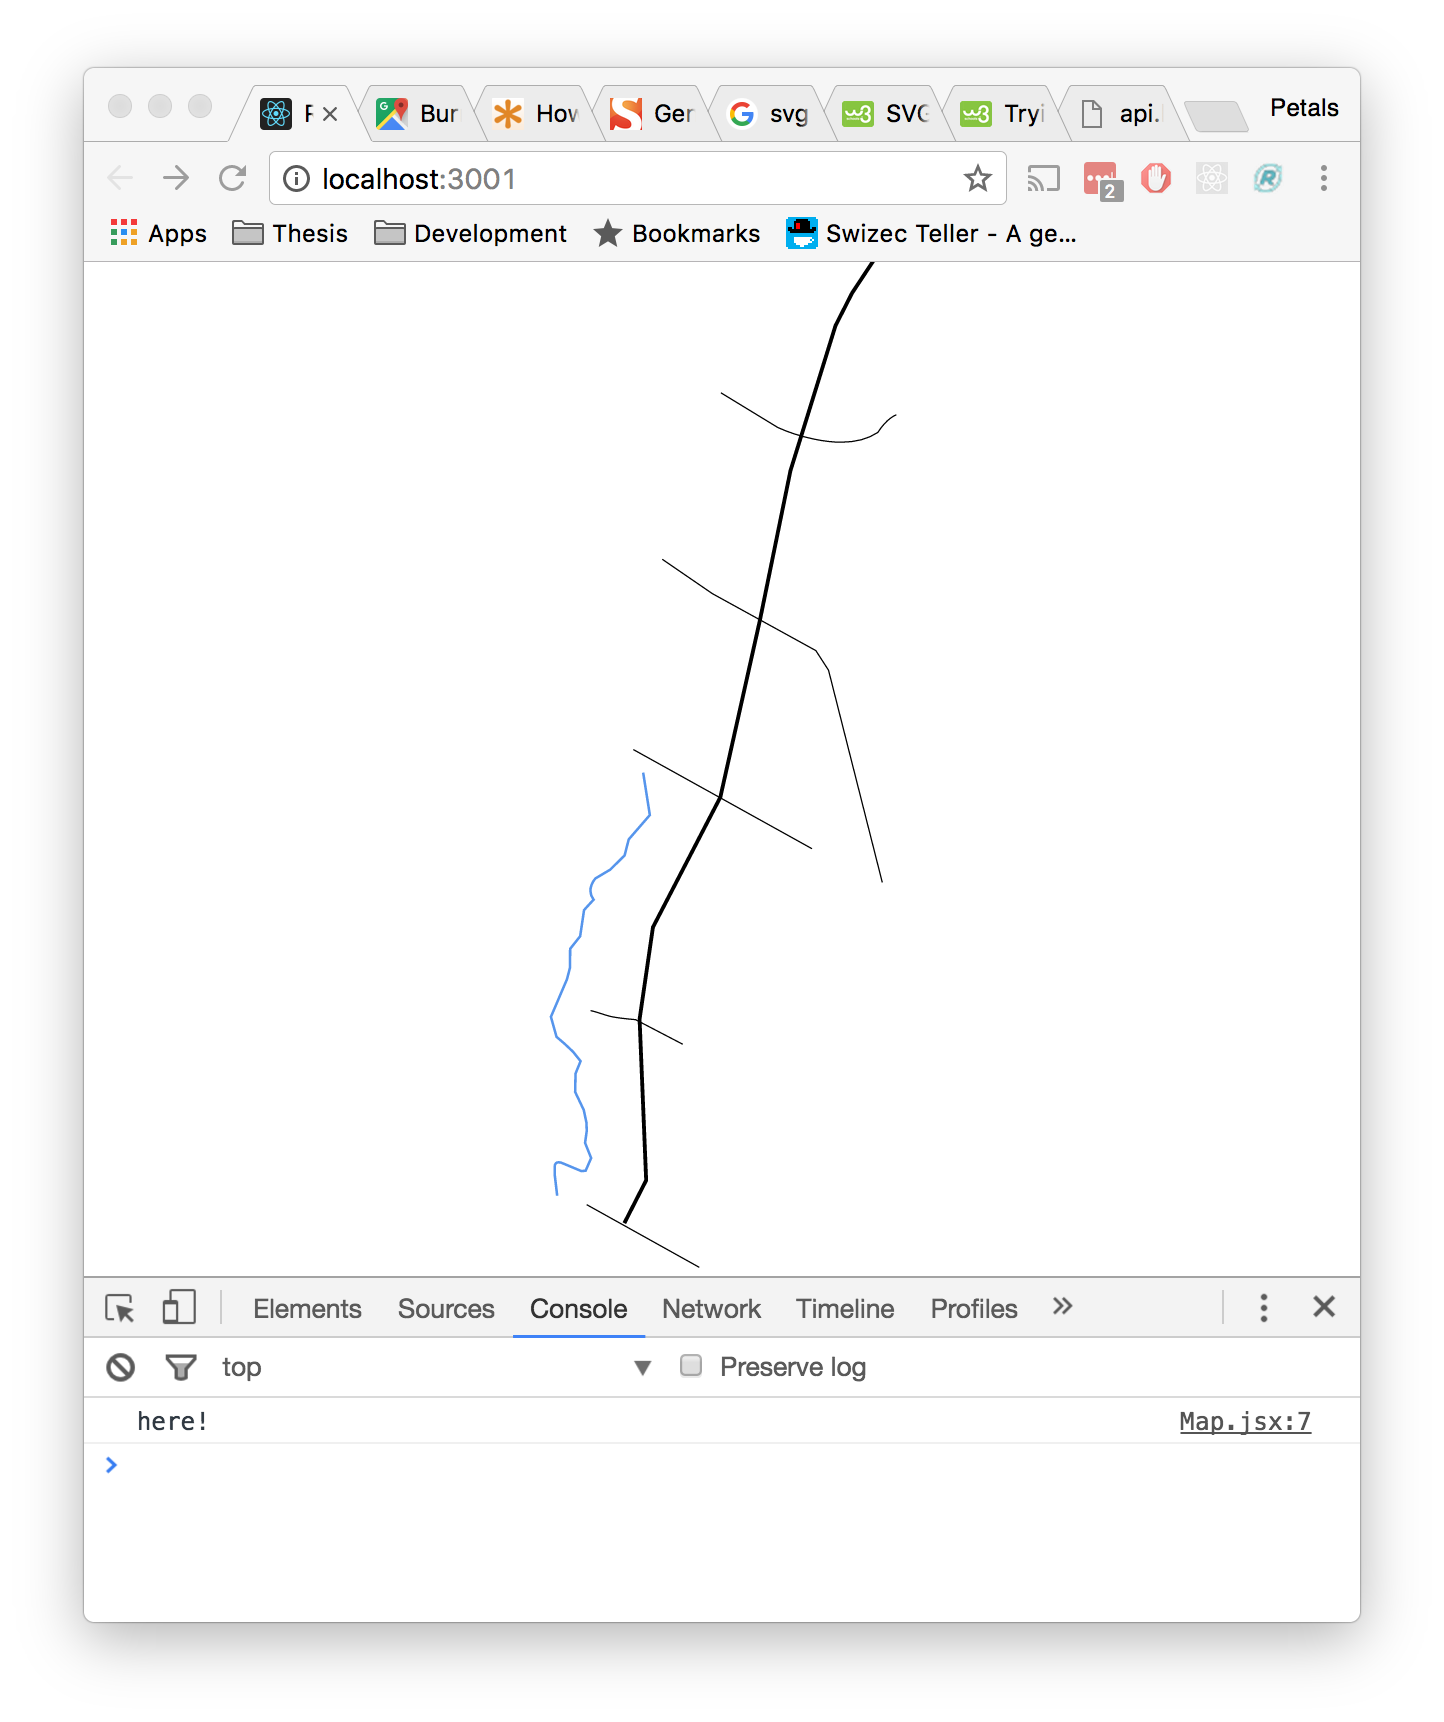 Bur How Ger svg SVG Tryi api. Petals
localhost:3001
2
Apps Thesis Development Bookmarks Swizec Teller - A ge...
Elements Sources Console Network Timeline Profiles »
top Preserve log
here! Map.jsx:7